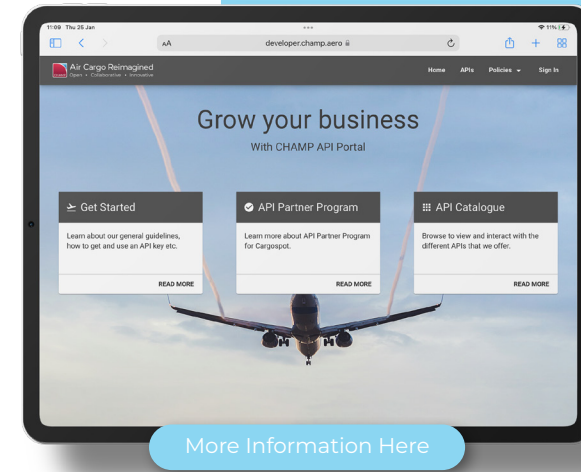 11:09 Thu 25 Jan
11%
AA
developer.champ.aero
Air Cargo Reimagined
Open • Collaborative • Innovative
Home APIs Policies Sign In
Grow your business
With CHAMP API Portal
Get Started
Learn about our general guidelines,
how to get and use an API key etc.
READ MORE
API Partner Program
Learn more about API Partner Program
for Cargospot.
READ MORE
API Catalogue
Browse to view and interact with the
different APIs that we offer.
READ MORE
More Information Here